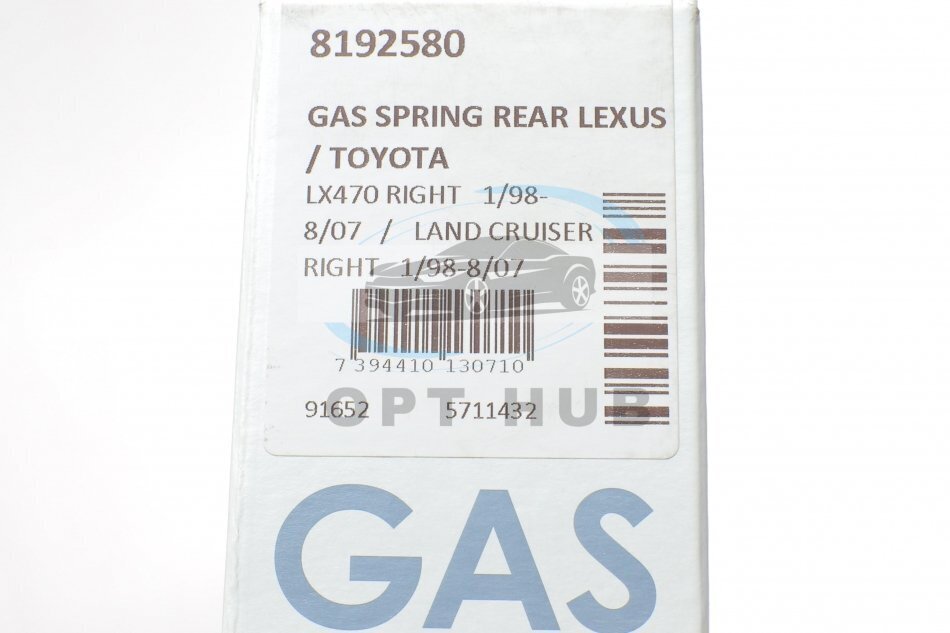 8192580
GAS SPRING REAR LEXUS
/ TOYOTA
LX470 RIGHT 1/98-
8/07 / LAND CRUISER
RIGHT 1/98-8/07
7 394410 130710
91652 5711432
OPT HUB
GAS